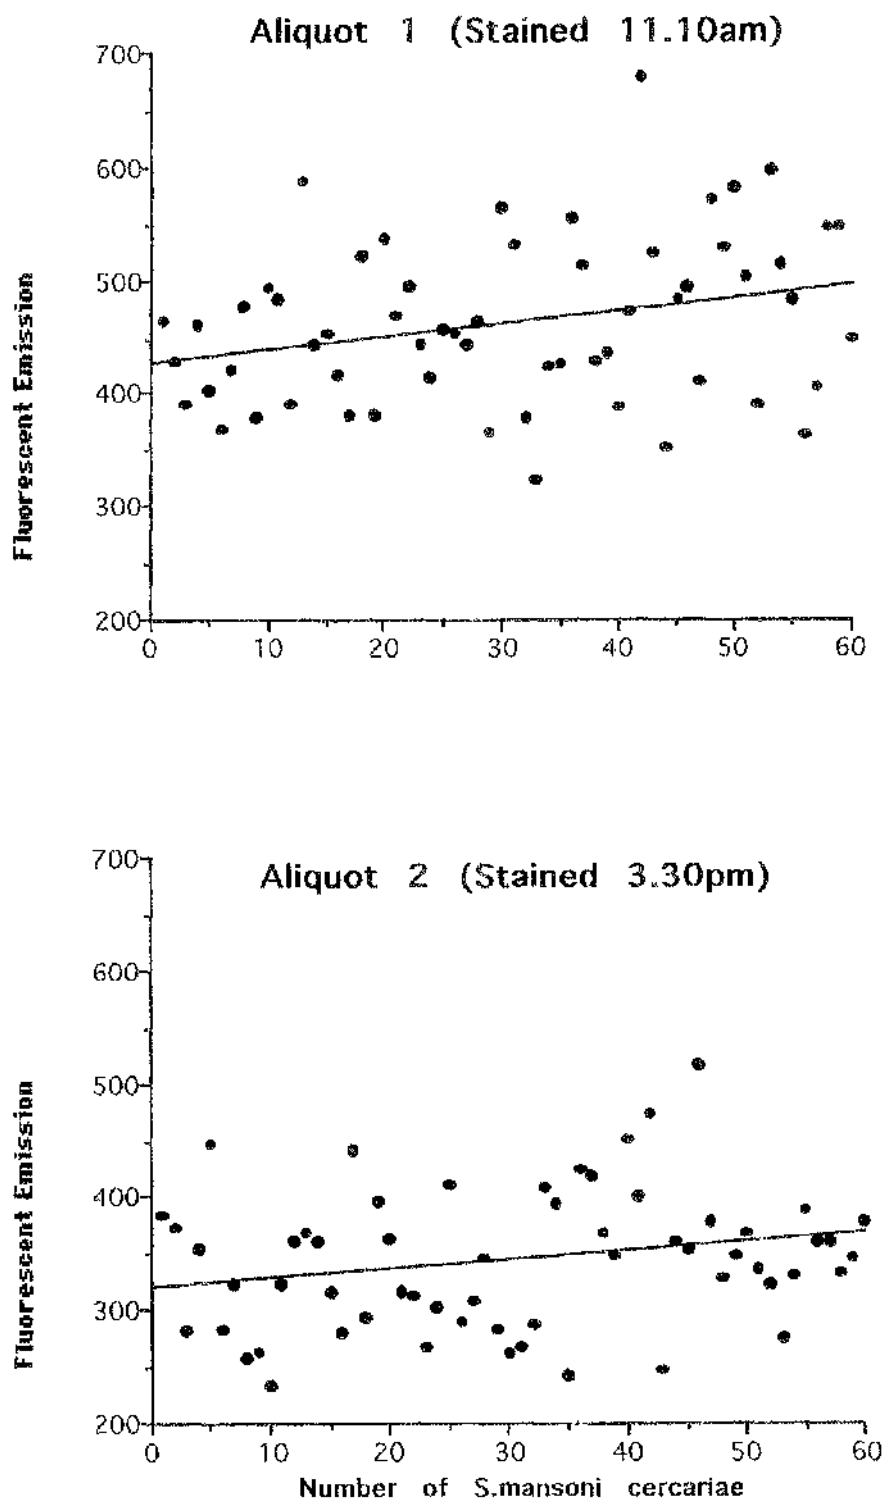 Aliquot 1 (Stained 11.10am)
700
600
500
400
300
200
Fluorescent Emission
0 10 20 30 40 50 60
Aliquot 2 (Stained 3.30pm)
700
600
500
400
300
200
Fluorescent Emission
0 10 20 30 40 50 60
Number of S.mansoni cercariae